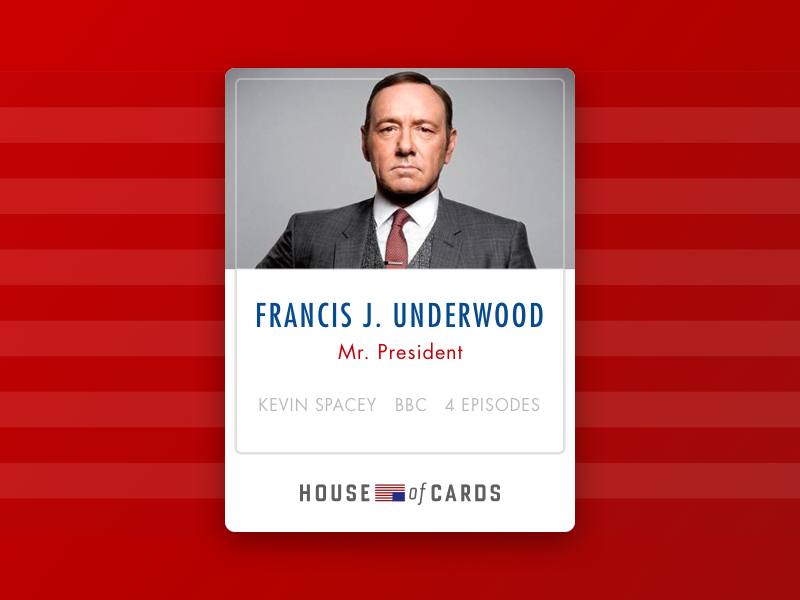 FRANCIS J. UNDERWOOD
Mr. President
KEVIN SPACEY BBC 4 EPISODES
HOUSE of CARDS